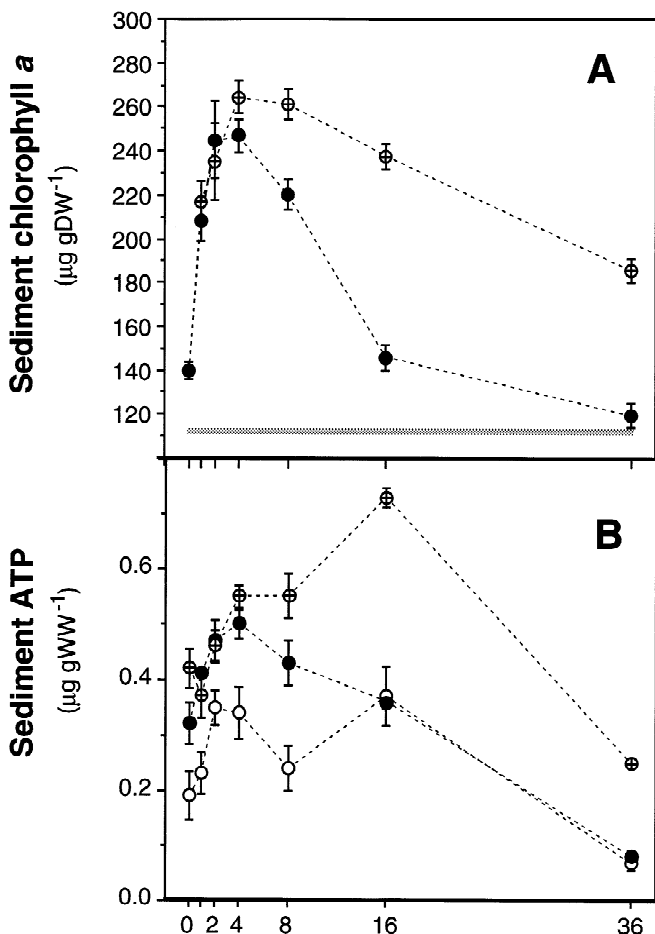 A
Sediment chlorophyll a
(µg gDW⁻¹)
300
280
260
240
220
200
180
160
140
120
B
Sediment ATP
(µg gWW⁻¹)
0.6
0.4
0.2
0.0
0 2 4 8 16 36